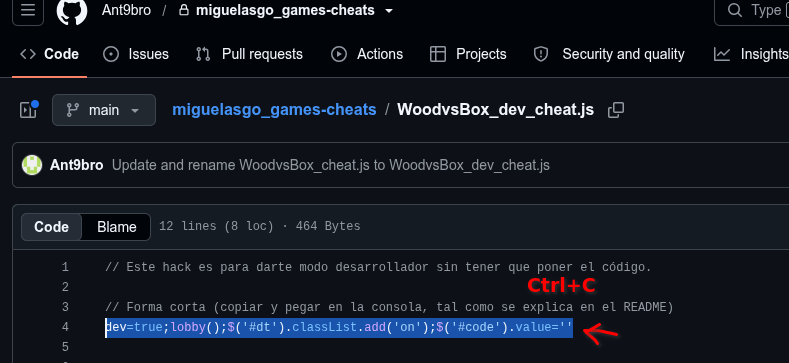 Ant9bro / miguelasgo_games-cheats
Type
Code Issues Pull requests Actions Projects Security and quality Insights
main miguelasgo_games-cheats / WoodvsBox_dev_cheat.js
Ant9bro Update and rename WoodvsBox_cheat.js to WoodvsBox_dev_cheat.js
Code Blame 12 lines (8 loc) · 464 Bytes
1 // Este hack es para darte modo desarrollador sin tener que poner el código.
2
Ctrl+C
3 // Forma corta (copiar y pegar en la consola, tal como se explica en el README)
4 dev=true;lobby();$('#dt').classList.add('on');$('#code').value=''
5